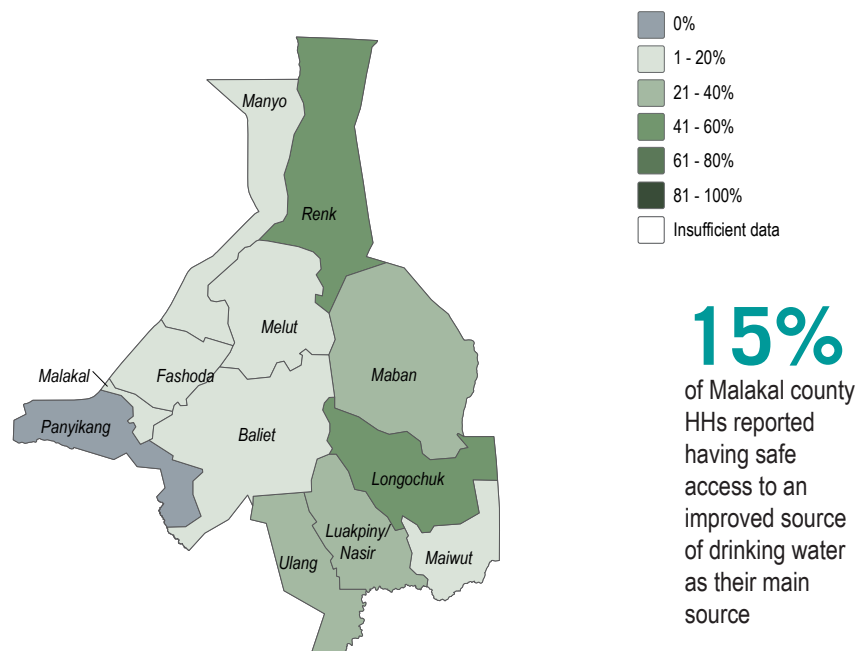 0%
1 - 20%
21 - 40%
41 - 60%
61 - 80%
81 - 100%
Insufficient data
Manyo
Renk
Melut
Malakal
Fashoda
Maban
Panyikang
Baliet
Longochuk
Luakpiny/
Nasir
Ulang
Maiwut
15%
of Malakal county
HHs reported
having safe
access to an
improved source
of drinking water
as their main
source